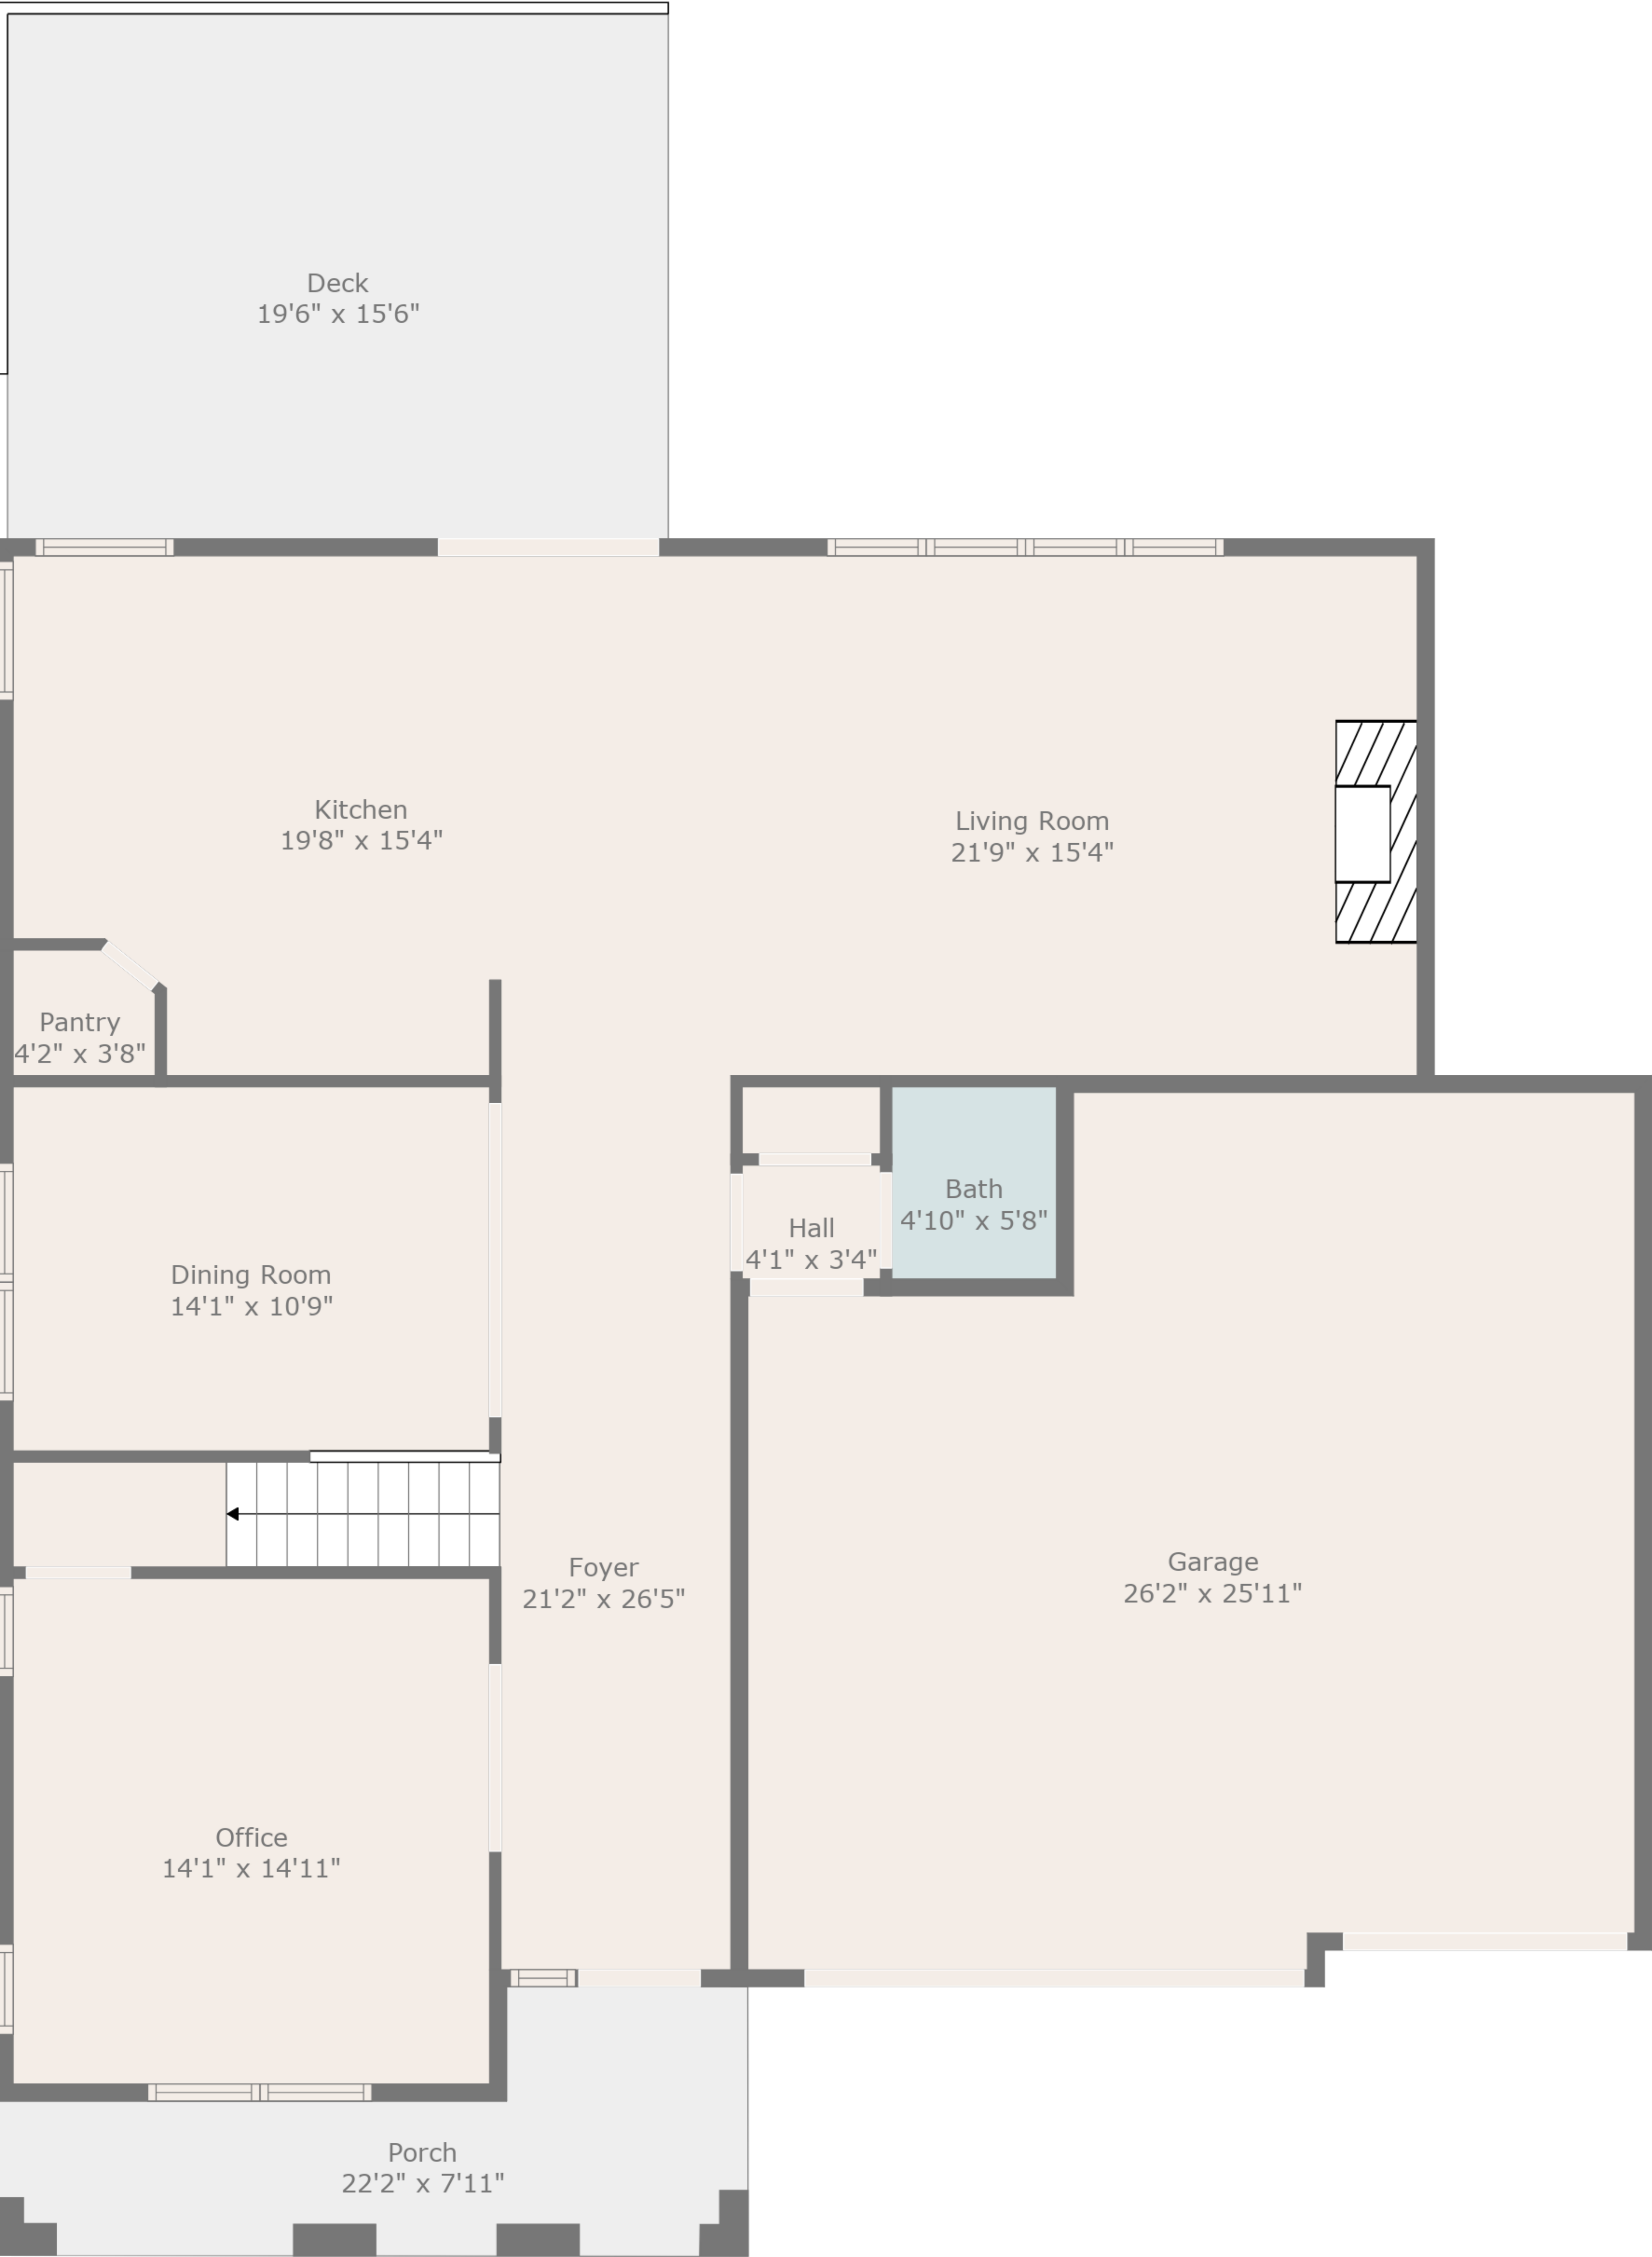 Deck
19'6" x 15'6"
Kitchen
19'8" x 15'4"
Living Room
21'9" x 15'4"
Pantry
4'2" x 3'8"
Bath
4'10" x 5'8"
Hall
4'1" x 3'4"
Dining Room
14'1" x 10'9"
Foyer
21'2" x 26'5"
Garage
26'2" x 25'11"
Office
14'1" x 14'11"
Porch
22'2" x 7'11"